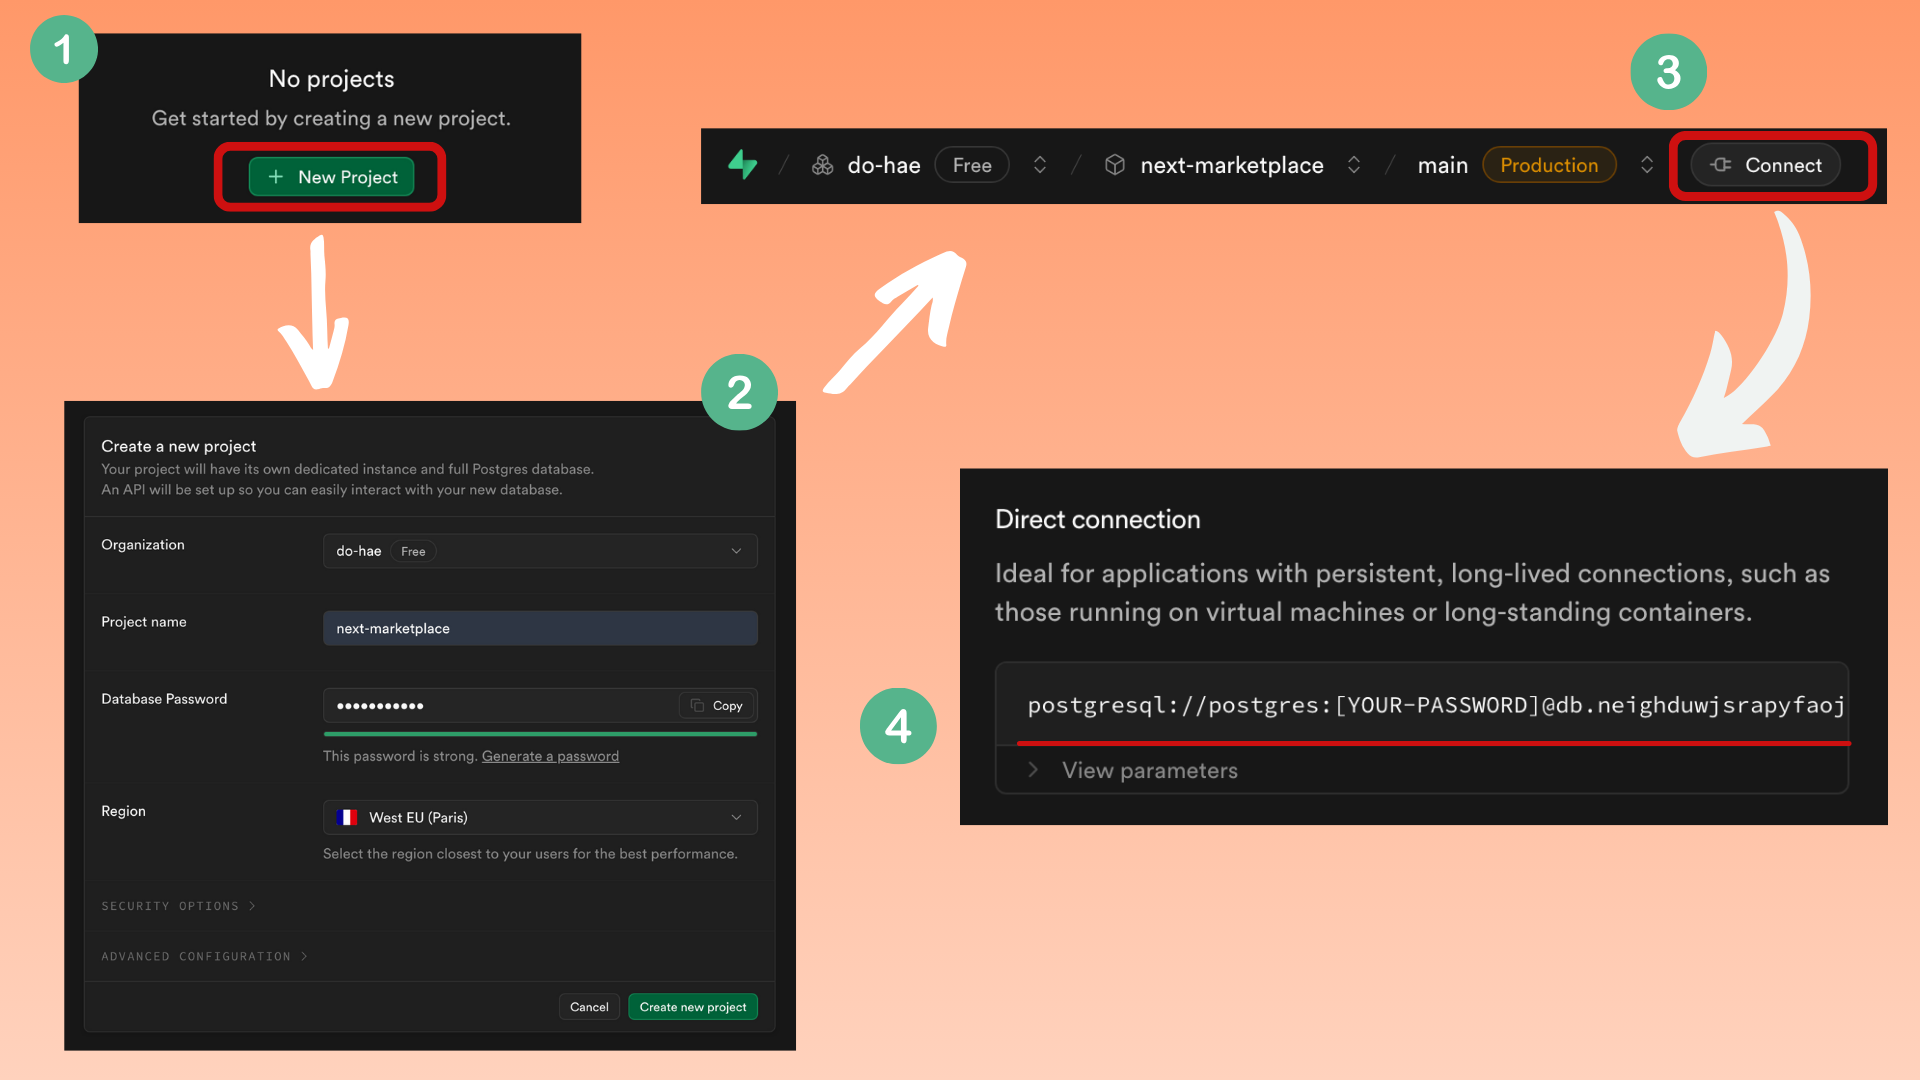 1
No projects
Get started by creating a new project.
+ New Project
2
Create a new project
Your project will have its own dedicated instance and full Postgres database.
An API will be set up so you can easily interact with your new database.
Organization
do-hae Free
Project name
next-marketplace
Database Password
••••••••••• Copy
This password is strong. Generate a password
Region
West EU (Paris)
Select the region closest to your users for the best performance.
SECURITY OPTIONS >
ADVANCED CONFIGURATION >
Cancel Create new project
3
/ do-hae Free / next-marketplace / main Production Connect
4
Direct connection
Ideal for applications with persistent, long-lived connections, such as
those running on virtual machines or long-standing containers.
postgresql://postgres:[YOUR-PASSWORD]@db.neighduwjsrapyfaoj
> View parameters